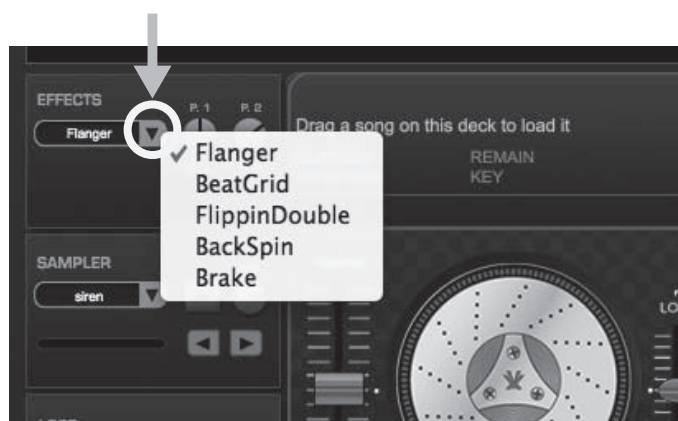 EFFECTS
P. 1 P. 2
Flanger
Drag a song on this deck to load it
REMAIN
KEY
✓ Flanger
BeatGrid
FlippinDouble
BackSpin
Brake
SAMPLER
siren